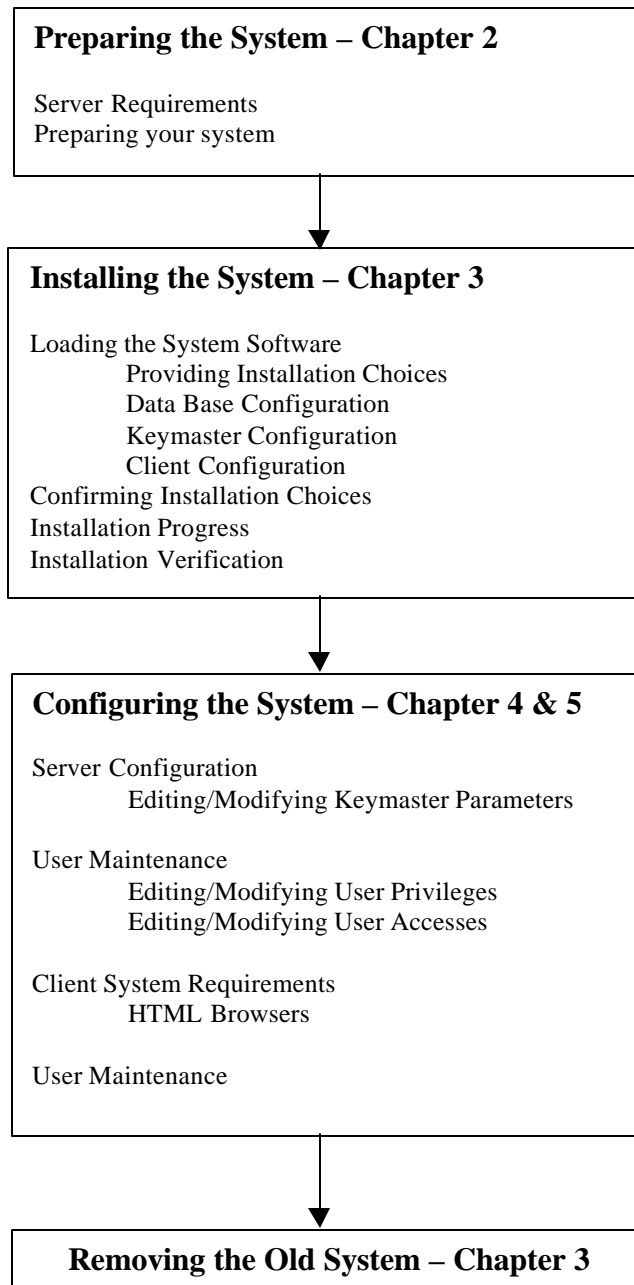 Preparing the System – Chapter 2
Server Requirements
Preparing your system
Installing the System – Chapter 3
Loading the System Software
Providing Installation Choices
Data Base Configuration
Keymaster Configuration
Client Configuration
Confirming Installation Choices
Installation Progress
Installation Verification
Configuring the System – Chapter 4 & 5
Server Configuration
Editing/Modifying Keymaster Parameters
User Maintenance
Editing/Modifying User Privileges
Editing/Modifying User Accesses
Client System Requirements
HTML Browsers
User Maintenance
Removing the Old System – Chapter 3